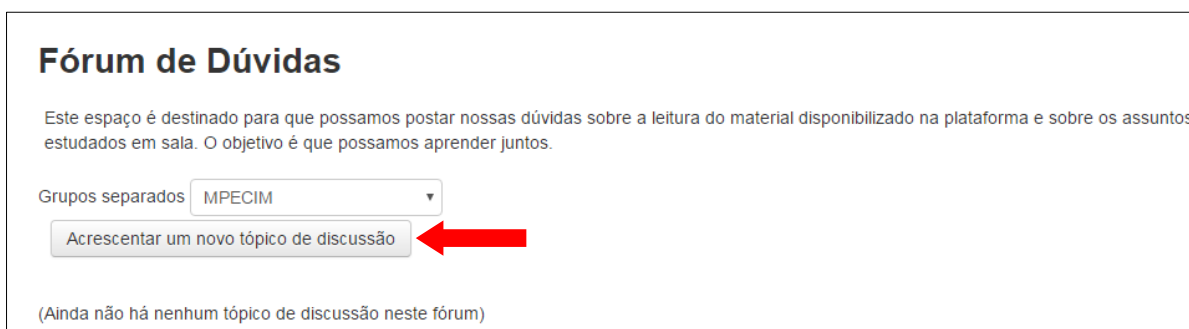 Fórum de Dúvidas
Este espaço é destinado para que possamos postar nossas dúvidas sobre a leitura do material disponibilizado na plataforma e sobre os assuntos
estudados em sala. O objetivo é que possamos aprender juntos.
Grupos separados MPECIM
Acrescentar um novo tópico de discussão
(Ainda não há nenhum tópico de discussão neste fórum)